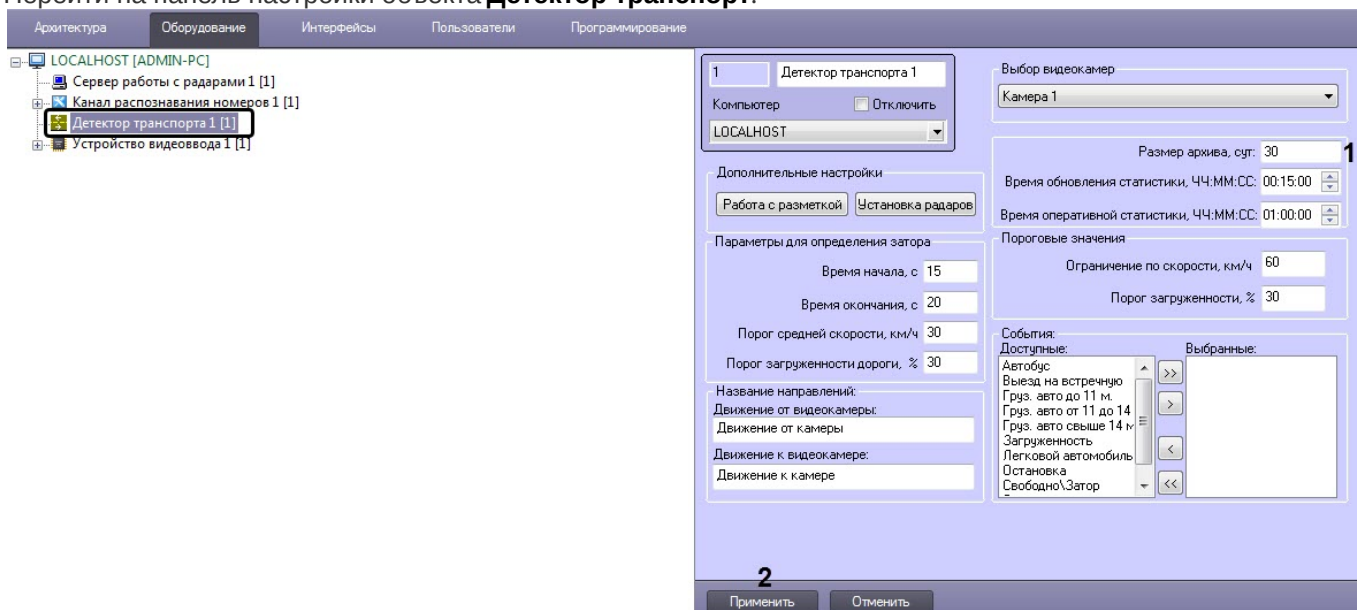 Перейти на панель настройки объекта Детектор транспорт.
Архитектура Оборудование Интерфейсы Пользователи Программирование
LOCALHOST [ADMIN-PC]
Сервер работы с радарами 1 [1]
Канал распознавания номеров 1 [1]
Детектор транспорта 1 [1]
Устройство видеоввода 1 [1]
1 Детектор транспорта 1
Компьютер Отключить
LOCALHOST
Дополнительные настройки
Работа с разметкой Установка радаров
Параметры для определения затора
Время начала, с 15
Время окончания, с 20
Порог средней скорости, км/ч 30
Порог загруженности дороги, % 30
Название направлений:
Движение от видеокамеры:
Движение от камеры
Движение к видеокамере:
Движение к камере
Выбор видеокамер
Камера 1
Размер архива, сут: 30 1
Время обновления статистики, ЧЧ:ММ:СС: 00:15:00
Время оперативной статистики, ЧЧ:ММ:СС: 01:00:00
Пороговые значения
Ограничение по скорости, км/ч 60
Порог загруженности, % 30
События:
Доступные: Выбранные:
Автобус
Выезд на встречную
Груз. авто до 11 м.
Груз. авто от 11 до 14
Груз. авто свыше 14 м
Загруженность
Легковой автомобиль
Остановка
Свободно\Затор
>>
>
<
<<
2
Применить Отменить